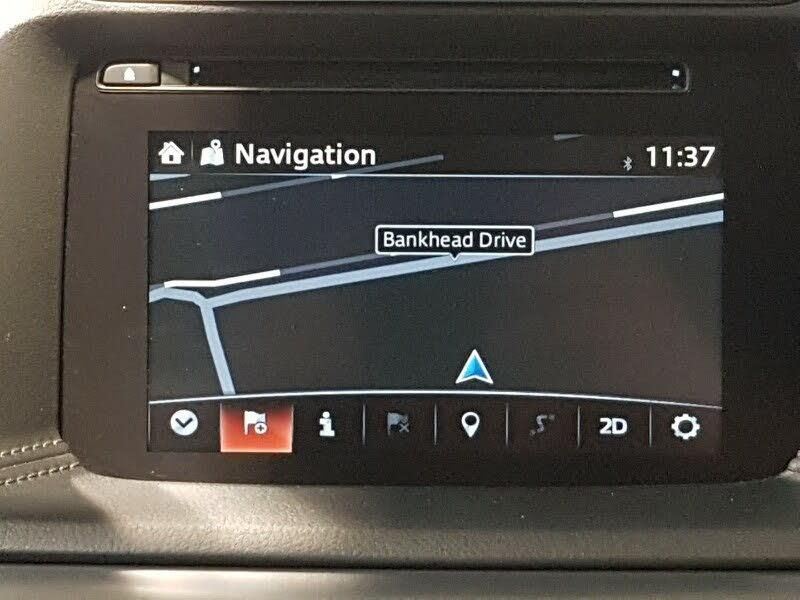 Navigation
11:37
Bankhead Drive
2D